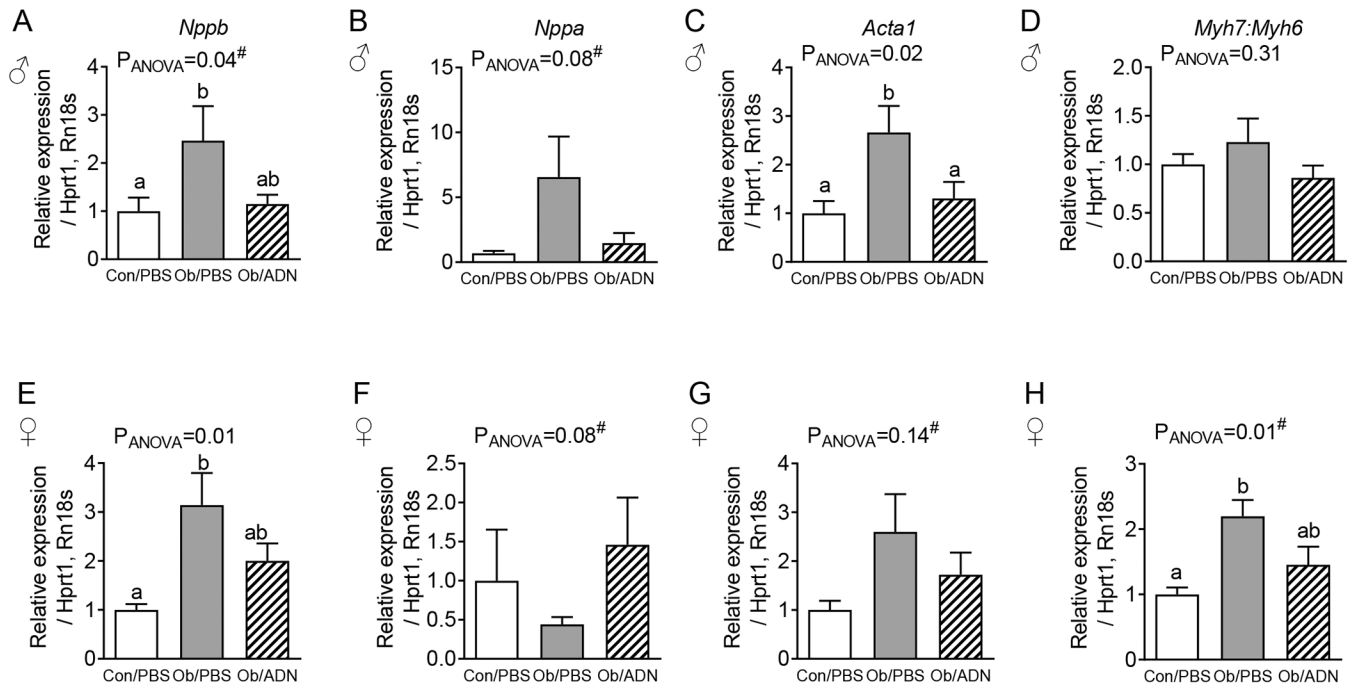 A
Nppb
♂
P_ANOVA=0.04#
Relative expression
/ Hprt1, Rn18s
4
3
2
1
0
a
b
ab
Con/PBS Ob/PBS Ob/ADN
B
Nppa
♂
P_ANOVA=0.08#
Relative expression
/ Hprt1, Rn18s
15
10
5
0
Con/PBS Ob/PBS Ob/ADN
C
Acta1
♂
P_ANOVA=0.02
Relative expression
/ Hprt1, Rn18s
4
3
2
1
0
a
b
a
Con/PBS Ob/PBS Ob/ADN
D
Myh7:Myh6
♂
P_ANOVA=0.31
Relative expression
/ Hprt1, Rn18s
2.0
1.5
1.0
0.5
0.0
Con/PBS Ob/PBS Ob/ADN
E
♀
P_ANOVA=0.01
Relative expression
/ Hprt1, Rn18s
4
3
2
1
0
a
b
ab
Con/PBS Ob/PBS Ob/ADN
F
♀
P_ANOVA=0.08#
Relative expression
/ Hprt1, Rn18s
2.5
2.0
1.5
1.0
0.5
0.0
Con/PBS Ob/PBS Ob/ADN
G
♀
P_ANOVA=0.14#
Relative expression
/ Hprt1, Rn18s
4
3
2
1
0
Con/PBS Ob/PBS Ob/ADN
H
♀
P_ANOVA=0.01#
Relative expression
/ Hprt1, Rn18s
3
2
1
0
a
b
ab
Con/PBS Ob/PBS Ob/ADN